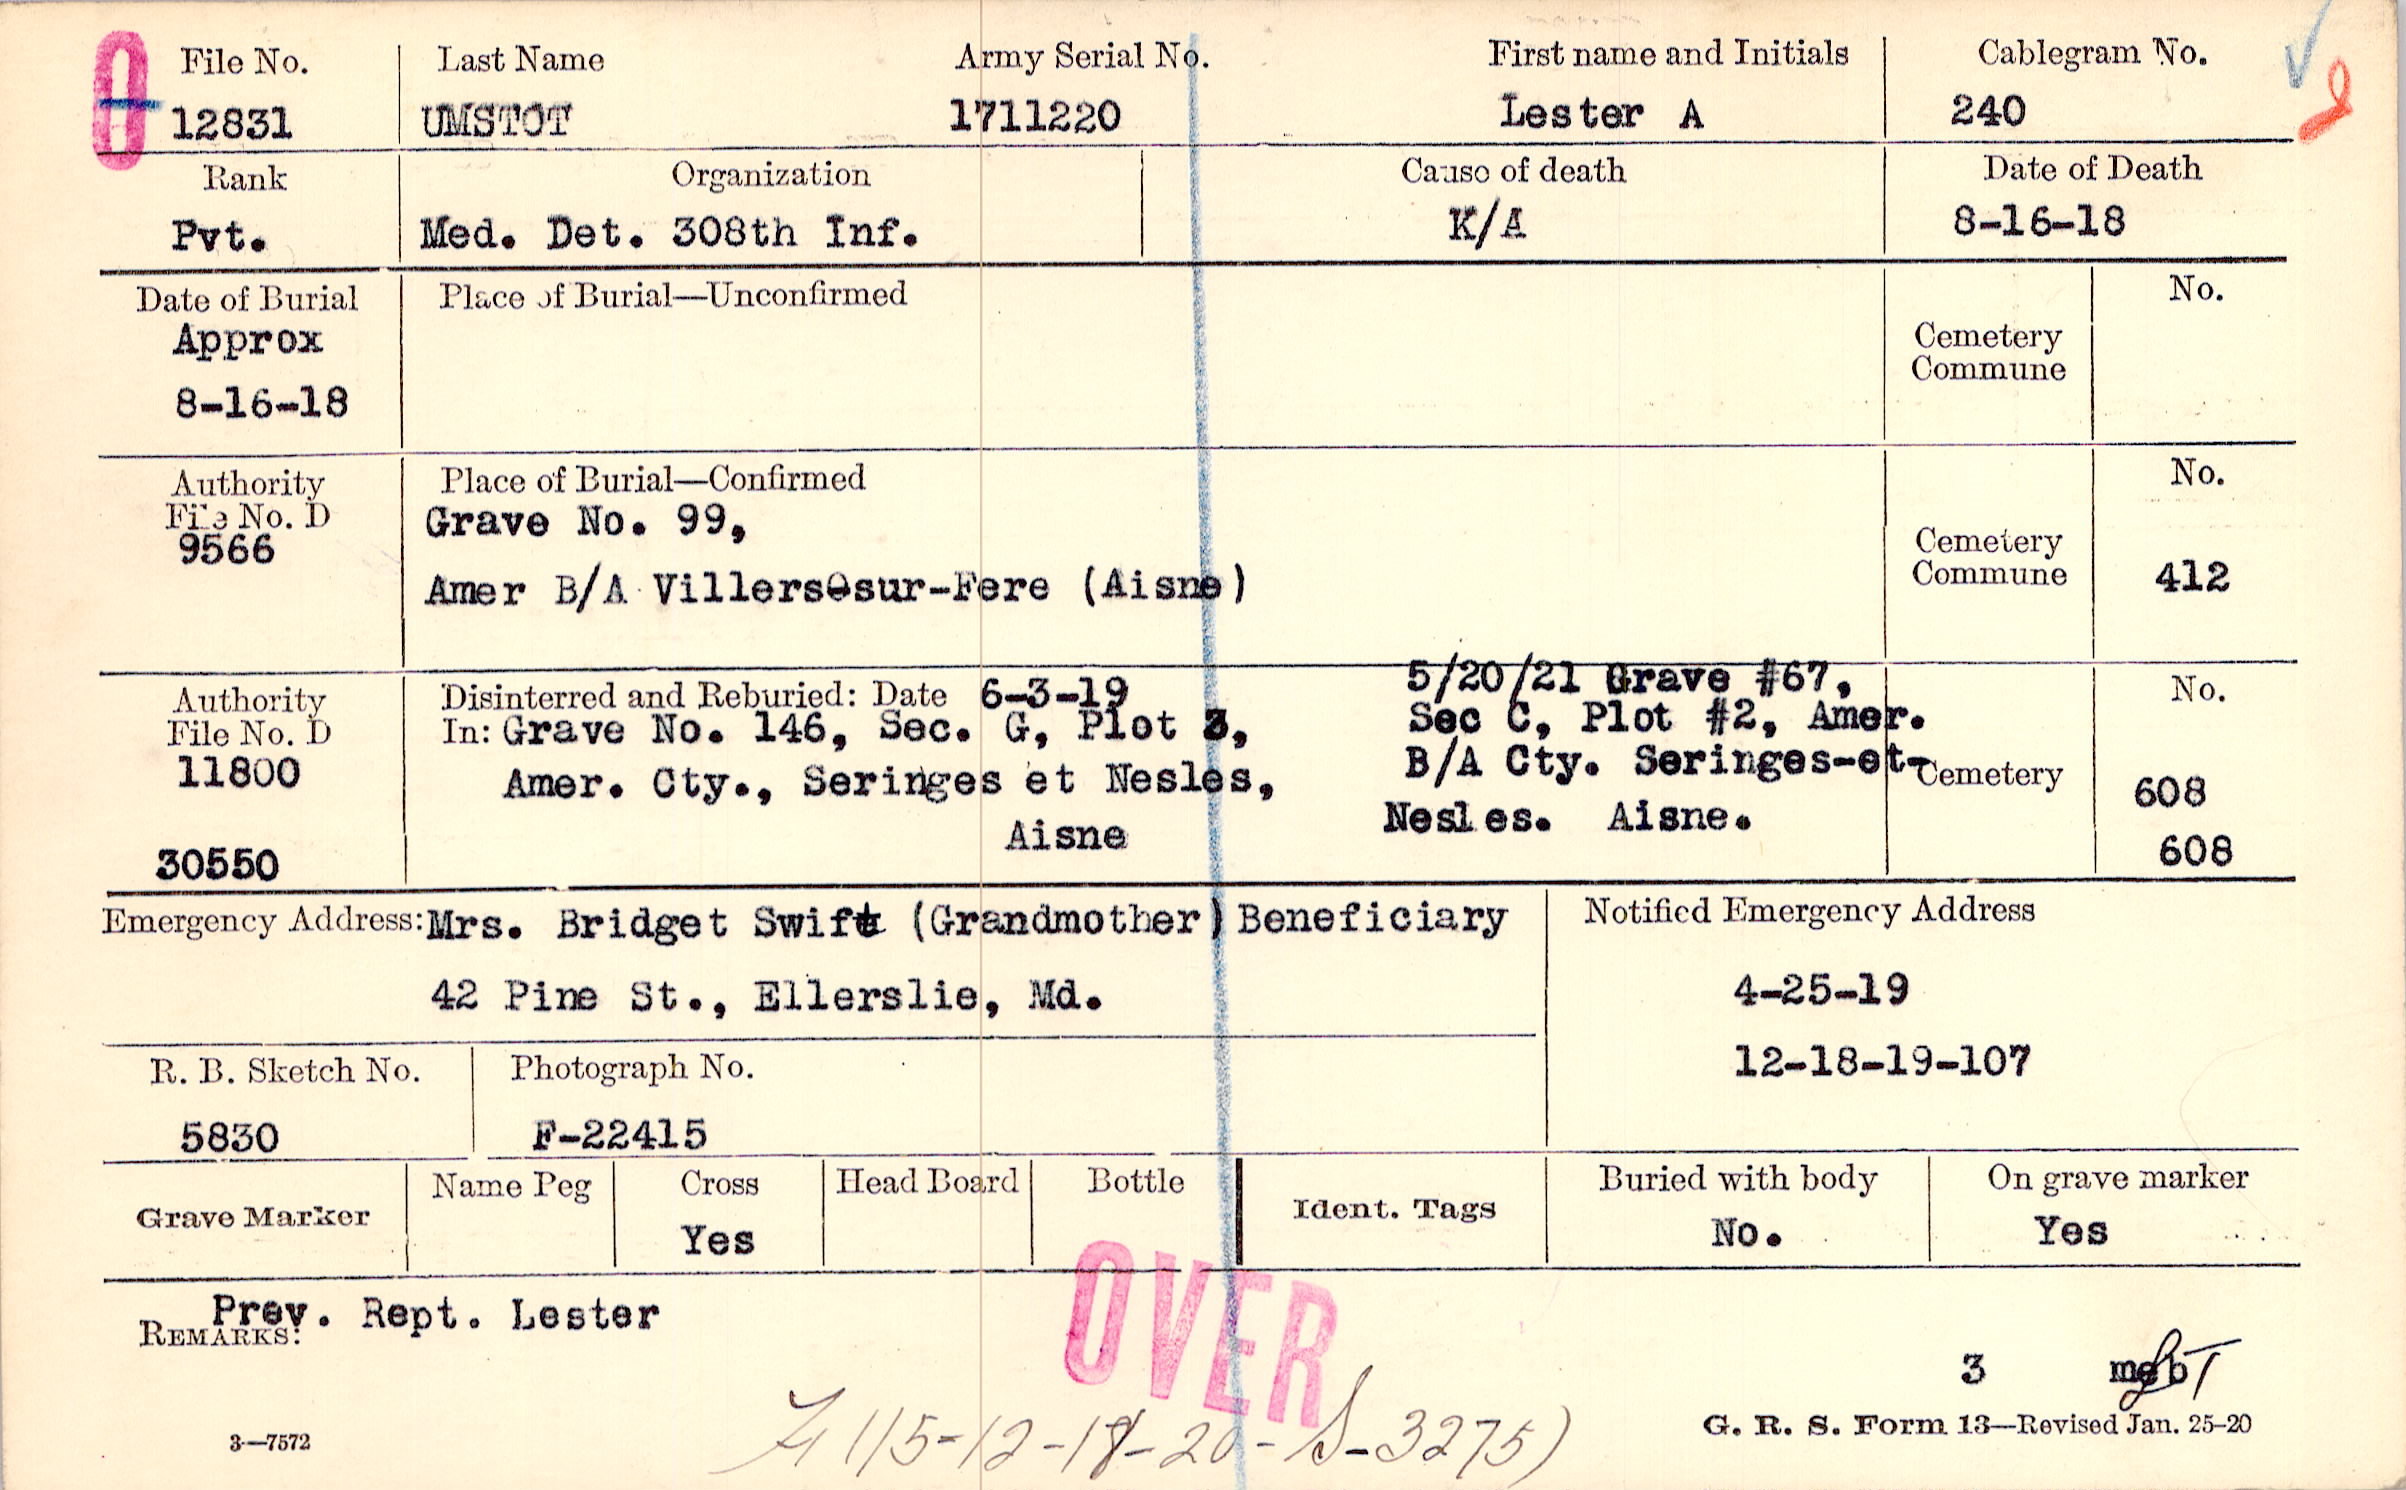 File No. Last Name Army Serial No. First name and Initials Cablegram No.
12831 UMSTOT 1711220 Lester A 240
Rank Organization Cause of death Date of Death
Pvt. Med. Det. 308th Inf. K/A 8-16-18
Date of Burial Place of Burial—Unconfirmed No.
Approx
8-16-18
Cemetery
Commune
Authority Place of Burial—Confirmed No.
File No. D
9566
Grave No. 99,
Amer B/A Villers-sur-Fere (Aisne)
Cemetery
Commune 412
Authority
File No. D
11800
30550
Disinterred and Reburied: Date 6-3-19
In: Grave No. 146, Sec. G, Plot 3,
Amer. Cty., Seringes et Nesles,
Aisne
5/20/21 Grave #67,
Sec C, Plot #2, Amer.
B/A Cty. Seringes-et-
Nesles. Aisne.
No.
Cemetery 608
608
Emergency Address: Mrs. Bridget Swift (Grandmother) Beneficiary
42 Pine St., Ellerslie, Md.
Notified Emergency Address
4-25-19
12-18-19-107
R. B. Sketch No. Photograph No.
5830 F-22415
Grave Marker Name Peg Cross Head Board Bottle Ident. Tags Buried with body On grave marker
Yes No. Yes
Prev. Rept. Lester
REMARKS:
OVER
3
115-12-18-20-S-3275)
3—7572
G. R. S. Form 13—Revised Jan. 25-20